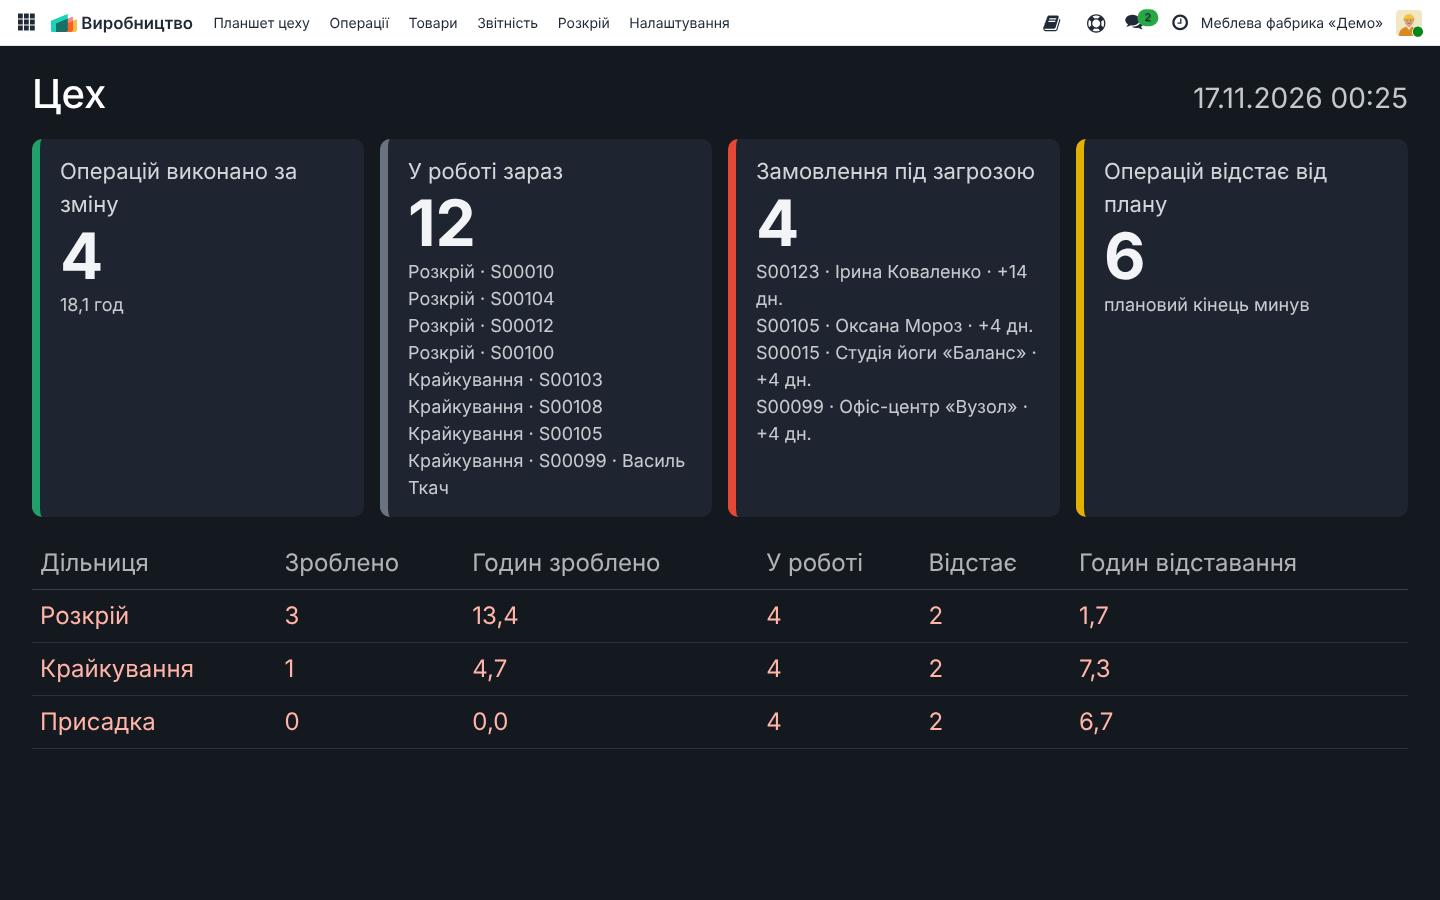 Виробництво Планшет цеху Операції Товари Звітність Розкрій Налаштування 2 Меблева фабрика «Демо»
Цех
17.11.2026 00:25
Операцій виконано за
зміну
4
18,1 год
У роботі зараз
12
Розкрій · S00010
Розкрій · S00104
Розкрій · S00012
Розкрій · S00100
Крайкування · S00103
Крайкування · S00108
Крайкування · S00105
Крайкування · S00099 · Василь
Ткач
Замовлення під загрозою
4
S00123 · Ірина Коваленко · +14
дн.
S00105 · Оксана Мороз · +4 дн.
S00015 · Студія йоги «Баланс» ·
+4 дн.
S00099 · Офіс-центр «Вузол» ·
+4 дн.
Операцій відстає від
плану
6
плановий кінець минув
Дільниця Зроблено Годин зроблено У роботі Відстає Годин відставання
Розкрій 3 13,4 4 2 1,7
Крайкування 1 4,7 4 2 7,3
Присадка 0 0,0 4 2 6,7